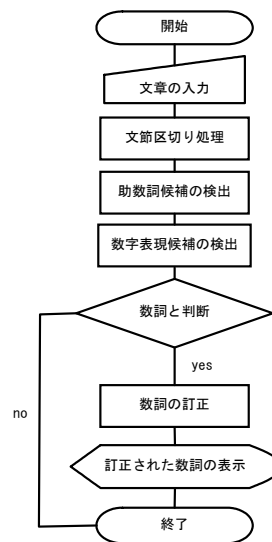 開始
文章の入力
文節区切り処理
助数詞候補の検出
数字表現候補の検出
数詞と判断
yes
no
数詞の訂正
訂正された数詞の表示
終了